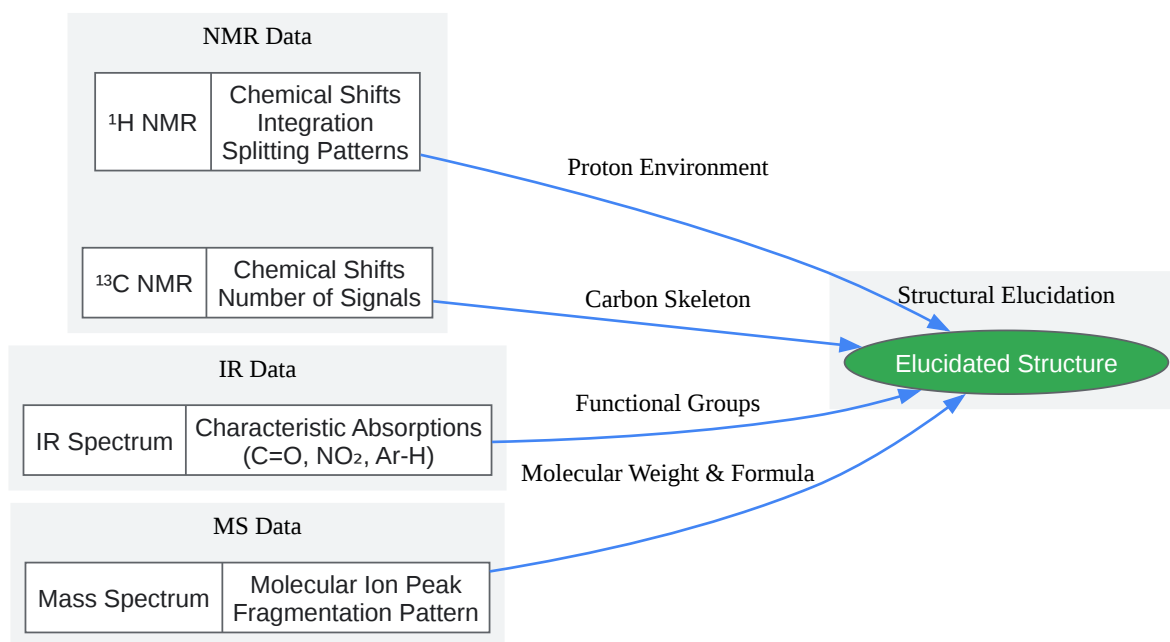 NMR Data
¹H NMR
Chemical Shifts
Integration
Splitting Patterns
Proton Environment
¹³C NMR
Chemical Shifts
Number of Signals
Carbon Skeleton
Structural Elucidation
Elucidated Structure
IR Data
IR Spectrum
Characteristic Absorptions
(C=O, NO₂, Ar-H)
Functional Groups
Molecular Weight & Formula
MS Data
Mass Spectrum
Molecular Ion Peak
Fragmentation Pattern